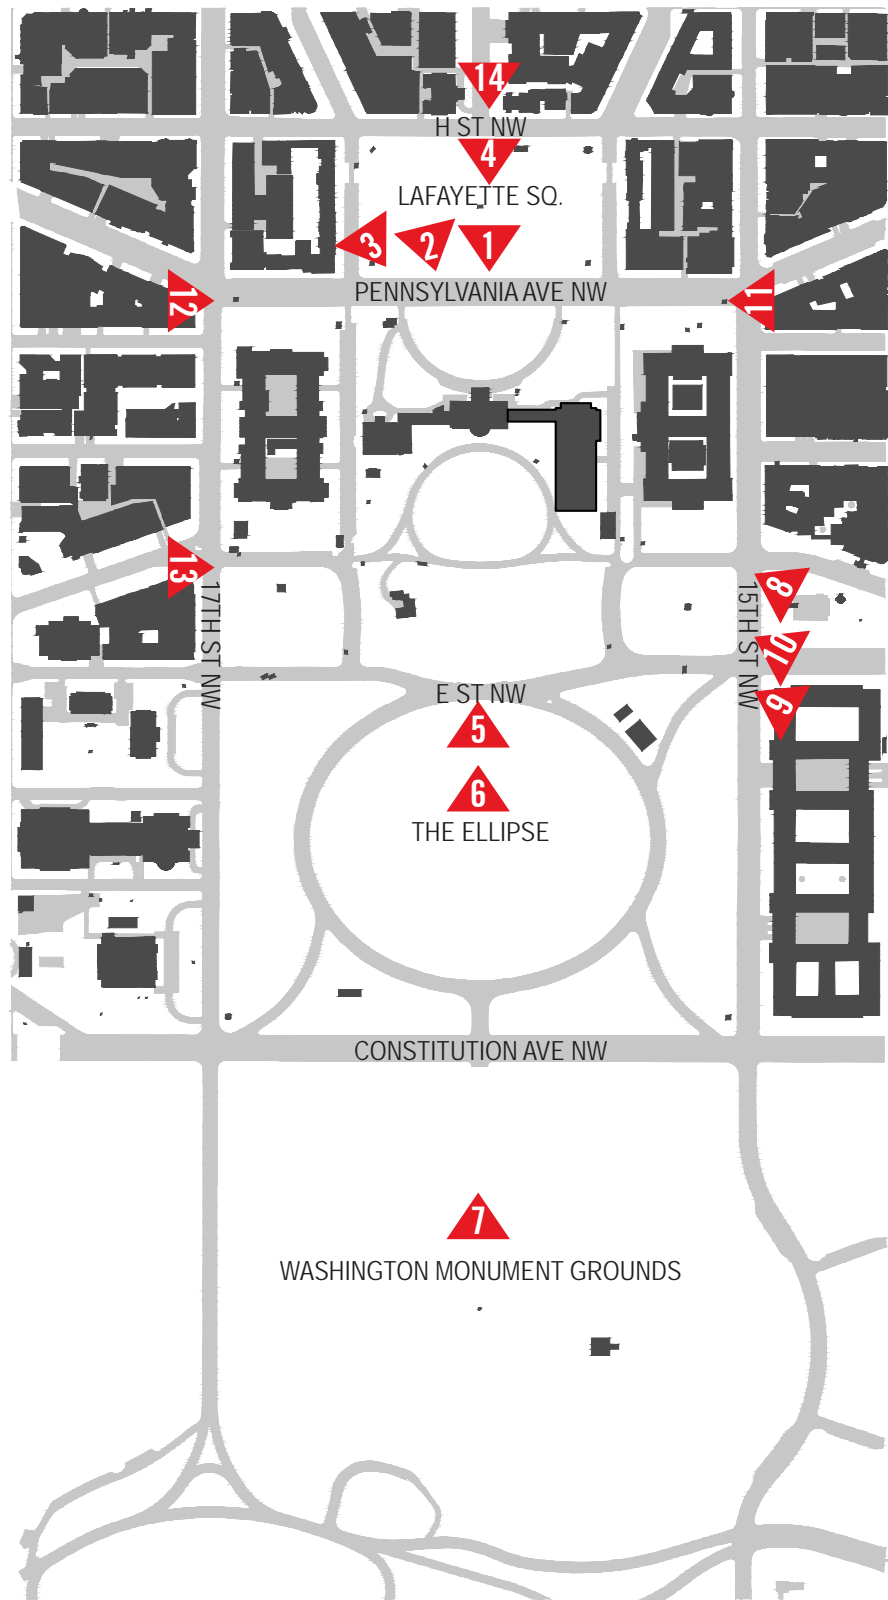 14
H ST NW
4
LAFAYETTE SQ.
3
2
1
PENNSYLVANIA AVE NW
12
11
13
8
17TH ST NW
15TH ST NW
10
9
E ST NW
5
6
THE ELLIPSE
CONSTITUTION AVE NW
7
WASHINGTON MONUMENT GROUNDS